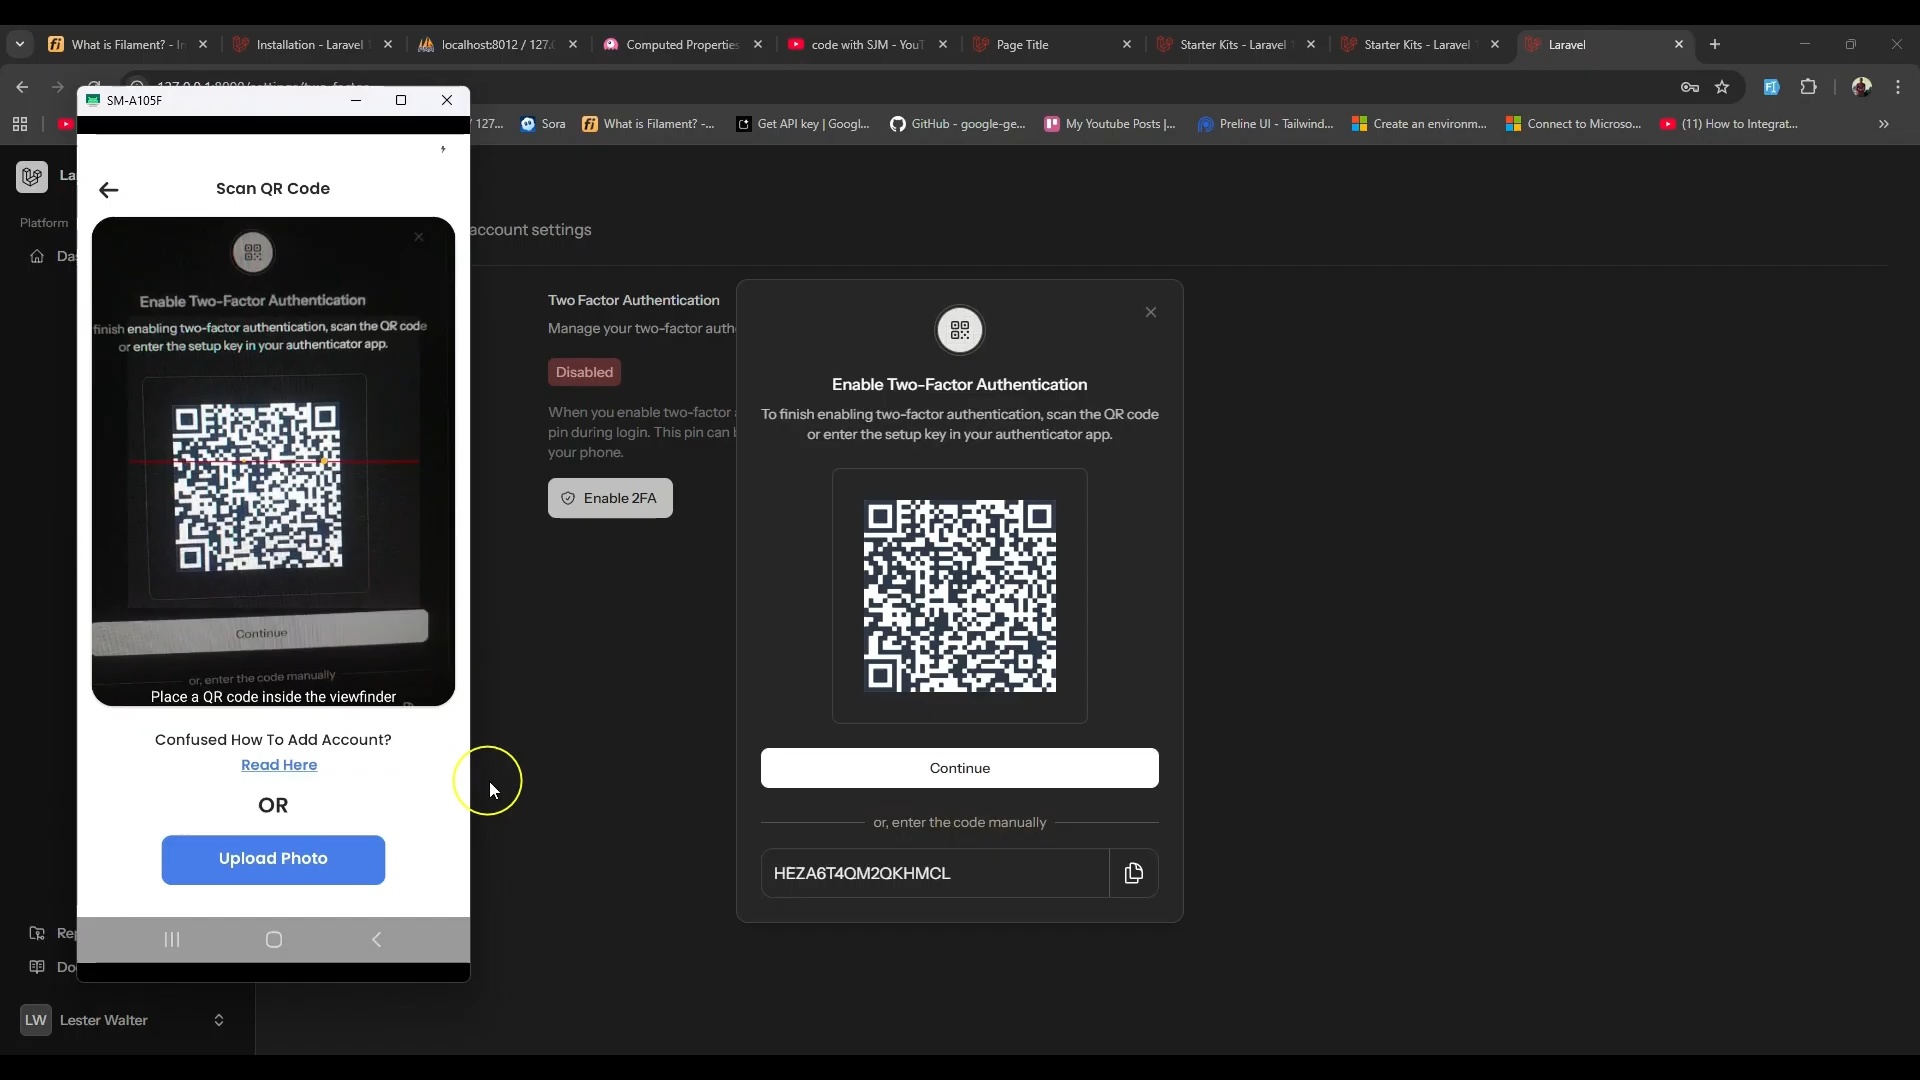 What is Filament? - In
Installation - Laravel
localhost:8012 / 127.0
Computed Properties
code with SJM - YouT
Page Title
Starter Kits - Laravel
Starter Kits - Laravel
Laravel
SM-A105F
/ 127...
Sora
What is Filament? -...
Get API key | Googl...
GitHub - google-ge...
My Youtube Posts |...
Preline UI - Tailwind...
Create an environm...
Connect to Microso...
(11) How to Integrat...
La
Platform
Das
Rep
Do
LW
Lester Walter
Scan QR Code
Enable Two-Factor Authentication
finish enabling two-factor authentication, scan the QR code
or enter the setup key in your authenticator app.
Continue
or, enter the code manually
Place a QR code inside the viewfinder
Confused How To Add Account?
Read Here
OR
Upload Photo
account settings
Two Factor Authentication
Manage your two-factor auth
Disabled
When you enable two-factor
pin during login. This pin can
your phone.
Enable 2FA
Enable Two-Factor Authentication
To finish enabling two-factor authentication, scan the QR code
or enter the setup key in your authenticator app.
Continue
or, enter the code manually
HEZA6T4QM2QKHMCL